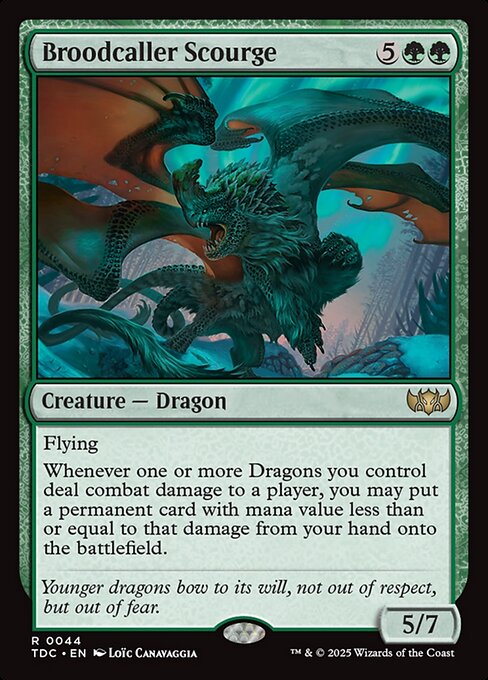 Broodcaller Scourge 5
Creature — Dragon
Flying
Whenever one or more Dragons you control
deal combat damage to a player, you may put
a permanent card with mana value less than
or equal to that damage from your hand onto
the battlefield.
Younger dragons bow to its will, not out of respect,
but out of fear.
5/7
R 0044
TDC • EN Loïc Canavaggia
™ & © 2025 Wizards of the Coast